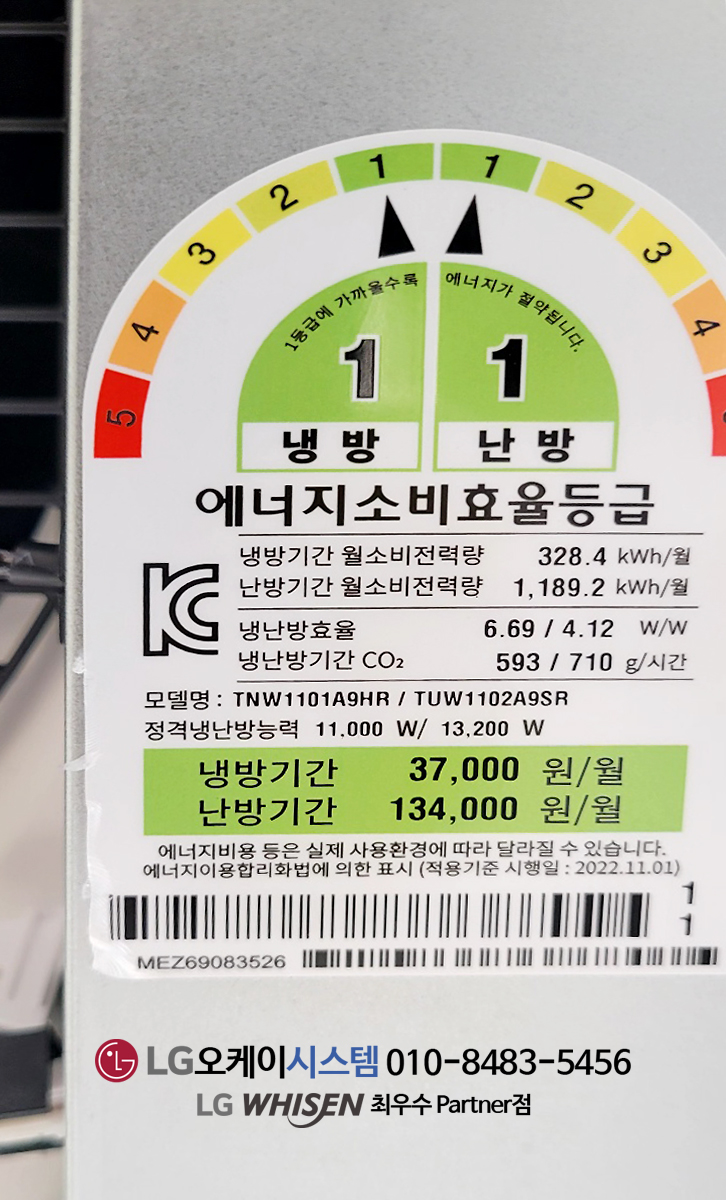 5 4 3 2 1 1 2 3 4
1등급에 가까울수록 에너지가 절약됩니다.
1 1
냉방 난방
에너지소비효율등급
냉방기간 월소비전력량 328.4 kWh/월
난방기간 월소비전력량 1,189.2 kWh/월
냉난방효율 6.69 / 4.12 W/W
냉난방기간 CO₂ 593 / 710 g/시간
모델명 : TNW1101A9HR / TUW1102A9SR
정격냉난방능력 11,000 W/ 13,200 W
냉방기간 37,000 원/월
난방기간 134,000 원/월
에너지비용 등은 실제 사용환경에 따라 달라질 수 있습니다.
에너지이용합리화법에 의한 표시 (적용기준 시행일 : 2022.11.01)
1
1
MEZ69083526
LG오케이시스템 010-8483-5456
LG WHISEN 최우수 Partner점